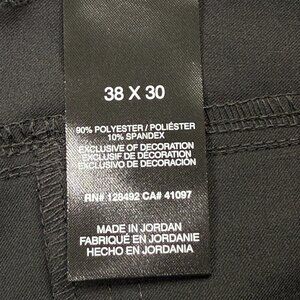 38 X 30
90% POLYESTER / POLIÉSTER
10% SPANDEX
EXCLUSIVE OF DECORATION
EXCLUSIF DE DÉCORATION
EXCLUSIVO DE DECORACIÓN
RN# 128492 CA# 41097
MADE IN JORDAN
FABRIQUÉ EN JORDANIE
HECHO EN JORDANIA